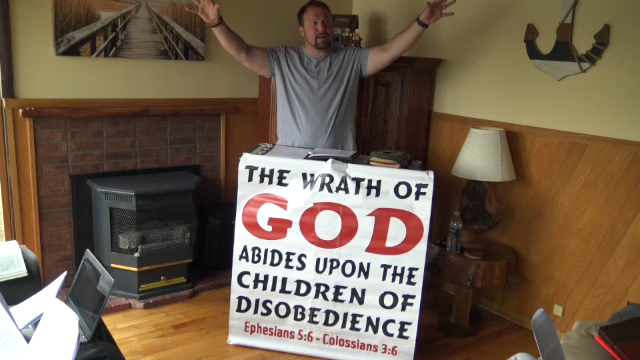 THE WRATH OF
GOD
ABIDES UPON THE
CHILDREN OF
DISOBEDIENCE
Ephesians 5:6 - Colossians 3:6